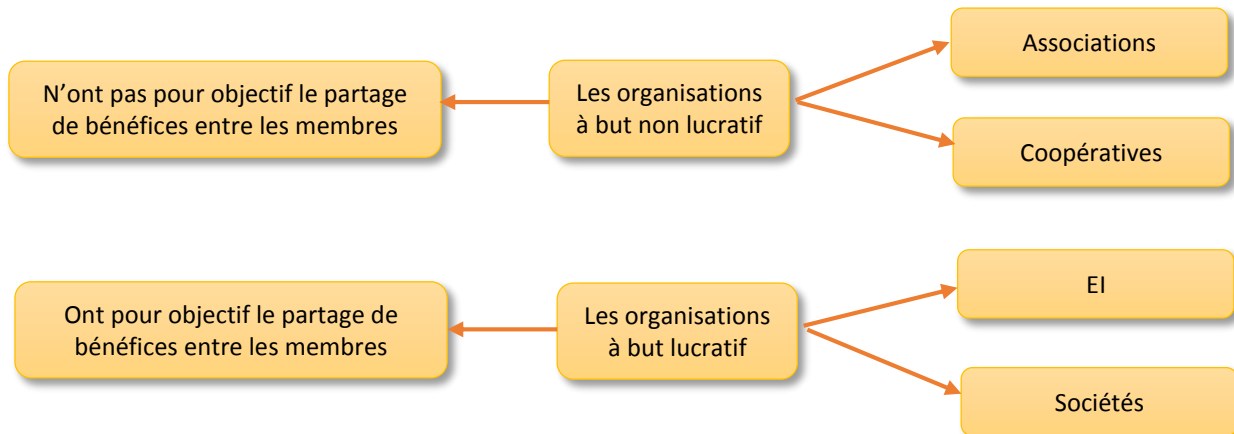 N’ont pas pour objectif le partage
de bénéfices entre les membres
Les organisations
à but non lucratif
Associations
Coopératives
Ont pour objectif le partage de
bénéfices entre les membres
Les organisations
à but lucratif
EI
Sociétés